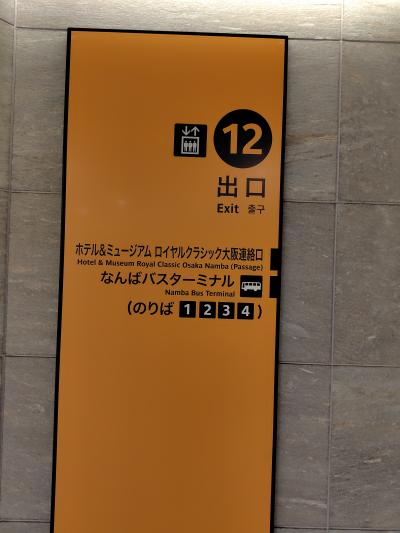 12
出口
Exit 출구
ホテル&ミュージアム ロイヤルクラシック大阪連絡口
Hotel & Museum Royal Classic Osaka Namba (Passage)
なんばバスターミナル
Namba Bus Terminal
(のりば 1 2 3 4)